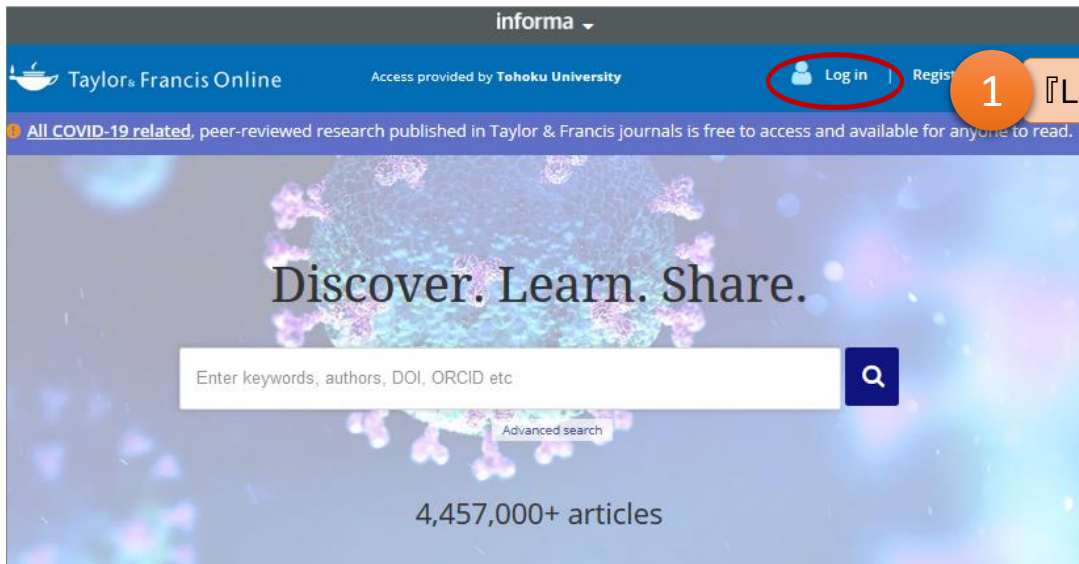 informa
Taylor & Francis Online
Access provided by Tohoku University
Log in | Regist
1
『L
All COVID-19 related, peer-reviewed research published in Taylor & Francis journals is free to access and available for anyone to read.
Discover. Learn. Share.
Enter keywords, authors, DOI, ORCID etc
Advanced search
4,457,000+ articles